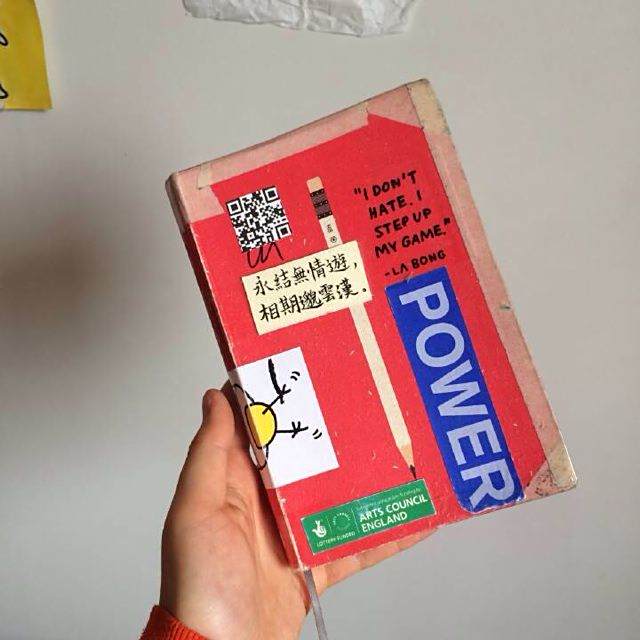 "I DON'T
HATE. I
STEP UP
MY GAME."
- LA BONG
永結無情遊，
相期邈雲漢．
POWER
LOTTERY FUNDED
ARTS COUNCIL
ENGLAND